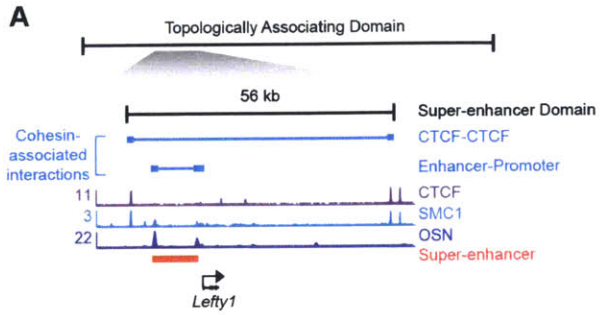 A
Topologically Associating Domain
56 kb
Super-enhancer Domain
Cohesin-
associated
interactions
CTCF-CTCF
Enhancer-Promoter
11
CTCF
3
SMC1
22
OSN
Super-enhancer
Lefty1